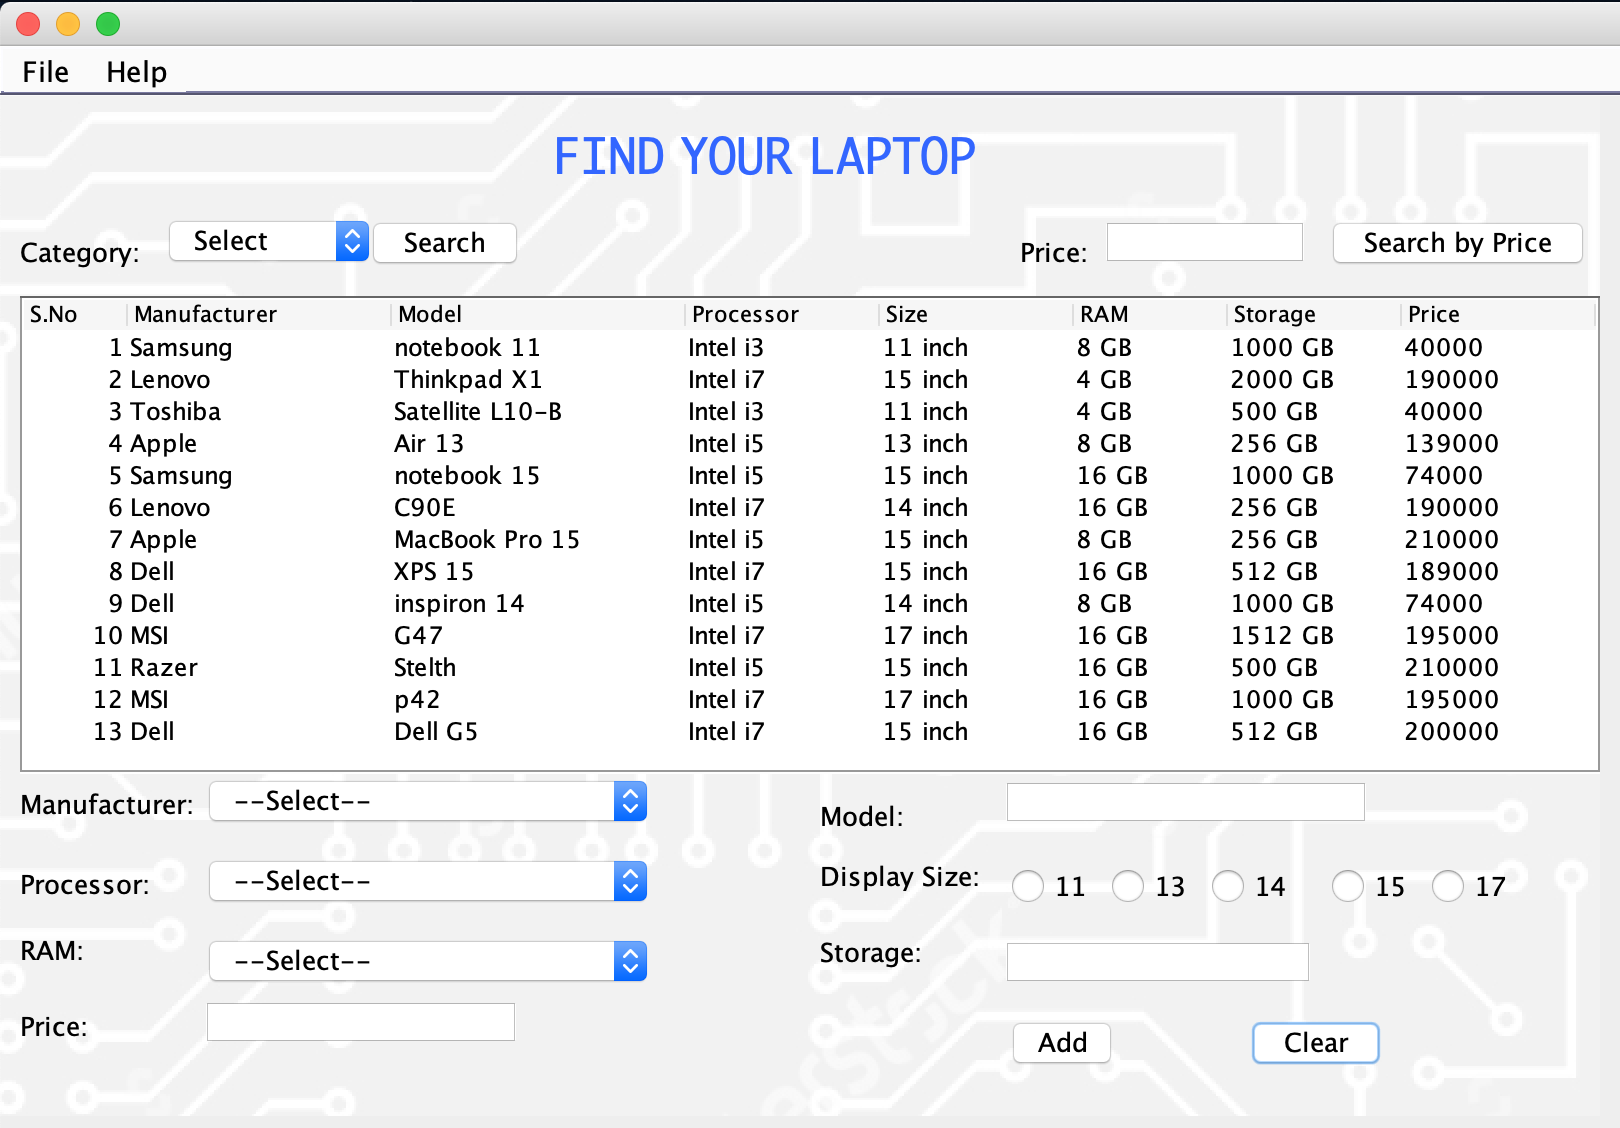 File Help
FIND YOUR LAPTOP
Category: Select Search Price: Search by Price
S.No Manufacturer Model Processor Size RAM Storage Price
1 Samsung notebook 11 Intel i3 11 inch 8 GB 1000 GB 40000
2 Lenovo Thinkpad X1 Intel i7 15 inch 4 GB 2000 GB 190000
3 Toshiba Satellite L10-B Intel i3 11 inch 4 GB 500 GB 40000
4 Apple Air 13 Intel i5 13 inch 8 GB 256 GB 139000
5 Samsung notebook 15 Intel i5 15 inch 16 GB 1000 GB 74000
6 Lenovo C90E Intel i7 14 inch 16 GB 256 GB 190000
7 Apple MacBook Pro 15 Intel i5 15 inch 8 GB 256 GB 210000
8 Dell XPS 15 Intel i7 15 inch 16 GB 512 GB 189000
9 Dell inspiron 14 Intel i5 14 inch 8 GB 1000 GB 74000
10 MSI G47 Intel i7 17 inch 16 GB 1512 GB 195000
11 Razer Stelth Intel i5 15 inch 16 GB 500 GB 210000
12 MSI p42 Intel i7 17 inch 16 GB 1000 GB 195000
13 Dell Dell G5 Intel i7 15 inch 16 GB 512 GB 200000
Manufacturer: --Select-- Model:
Processor: --Select-- Display Size: 11 13 14 15 17
RAM: --Select-- Storage:
Price:
Add Clear